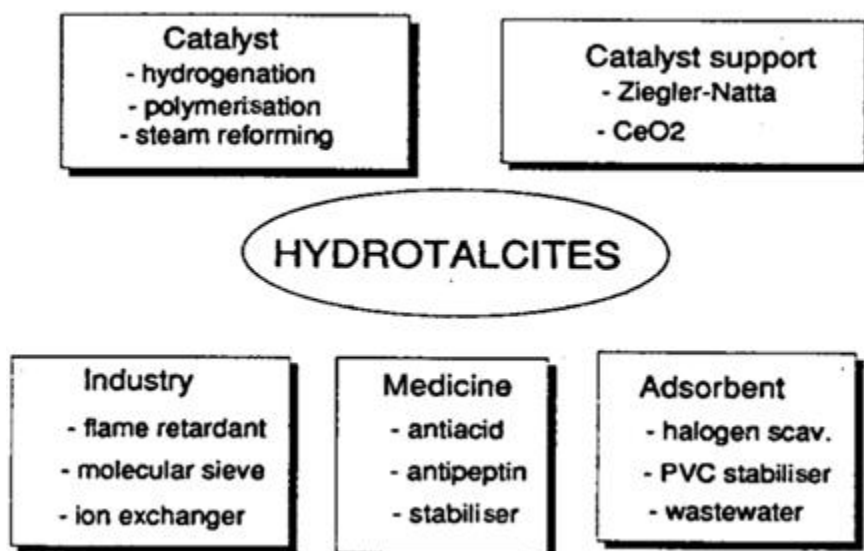 Catalyst
- hydrogenation
- polymerisation
- steam reforming
Catalyst support
- Ziegler-Natta
- CeO2
HYDROTALCITES
Industry
- flame retardant
- molecular sieve
- ion exchanger
Medicine
- antiacid
- antipeptin
- stabiliser
Adsorbent
- halogen scav.
- PVC stabiliser
- wastewater